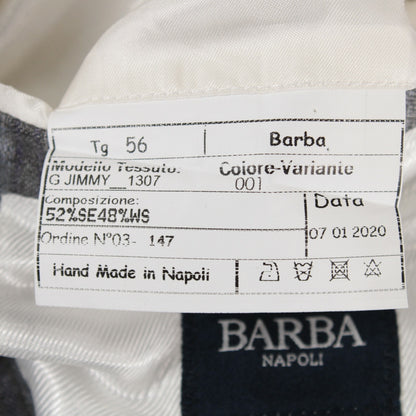 Tg 56 Barba
Modello Tessuto: Colore-Variante
G JIMMY__1307 001
Composizione: Data
52%SE48%WS
Ordine N°03- 147 07 01 2020
Hand Made in Napoli
BARBA
NAPOLI